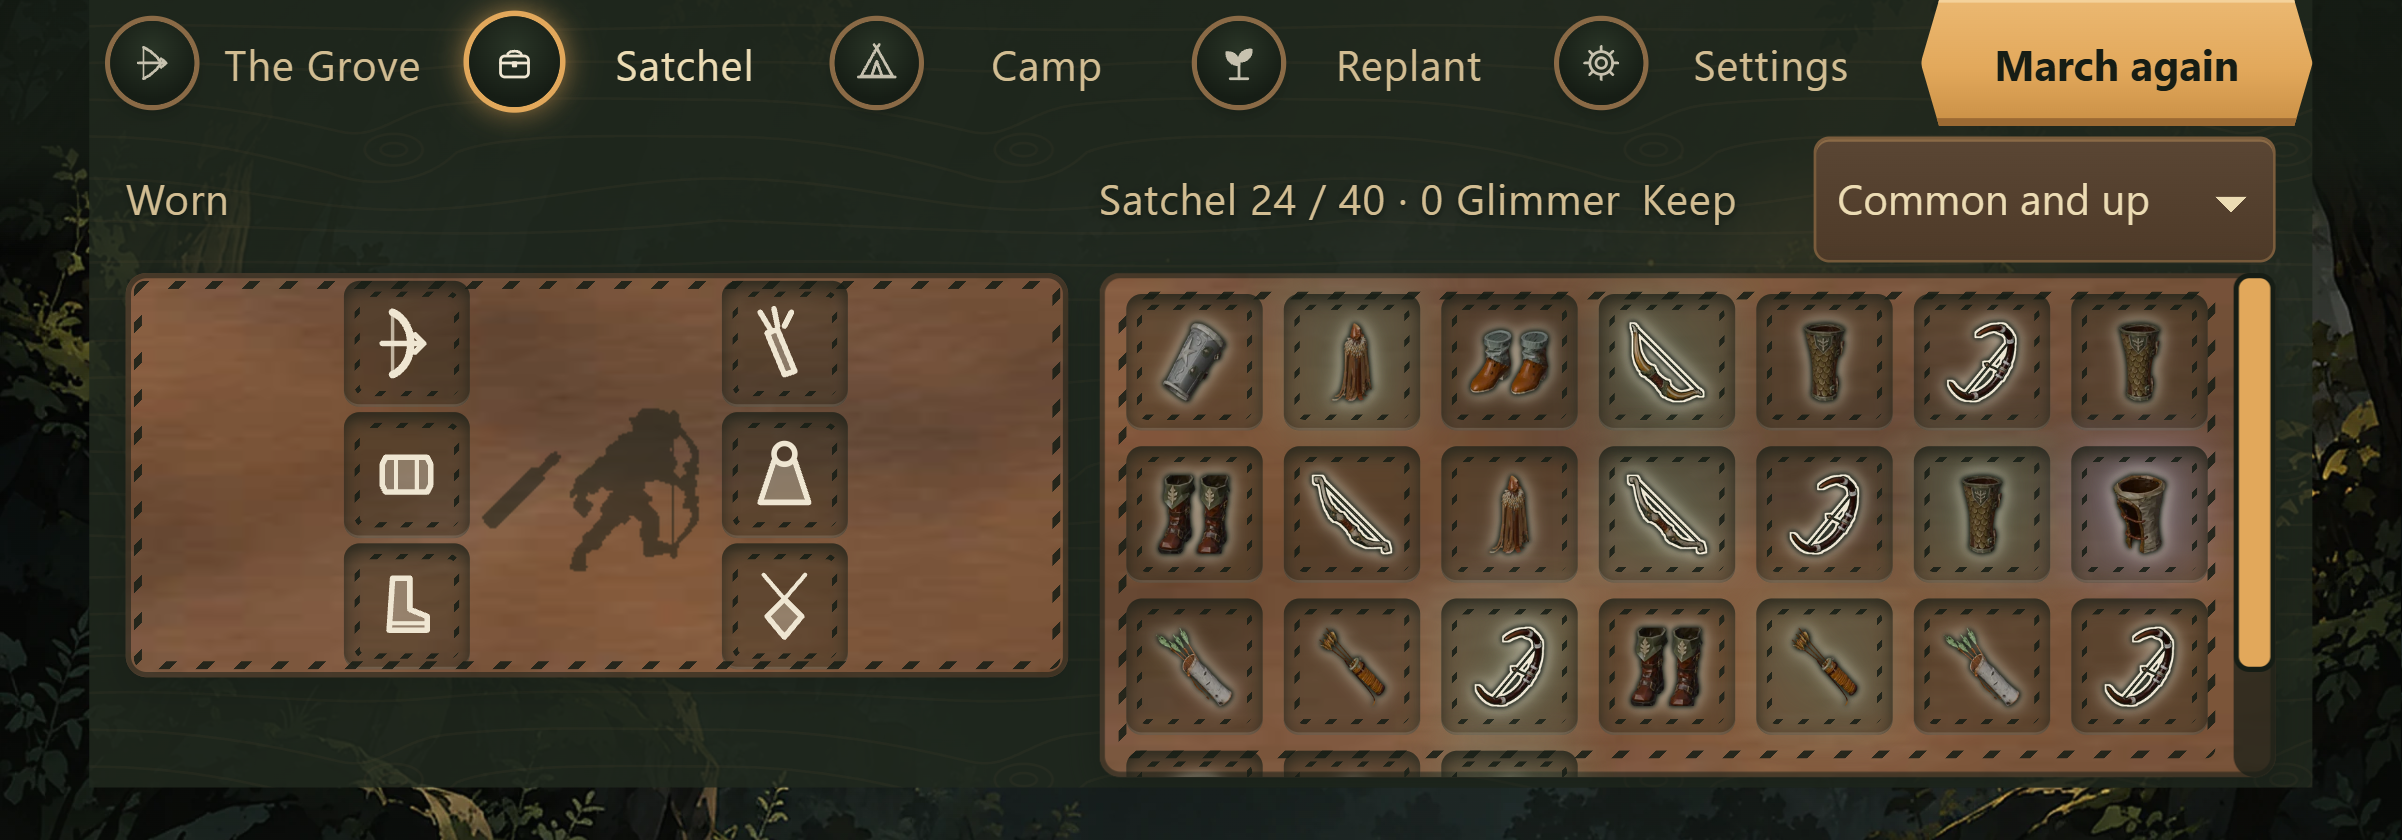 The Grove Satchel Camp Replant Settings March again
Worn Satchel 24 / 40 · 0 Glimmer Keep Common and up